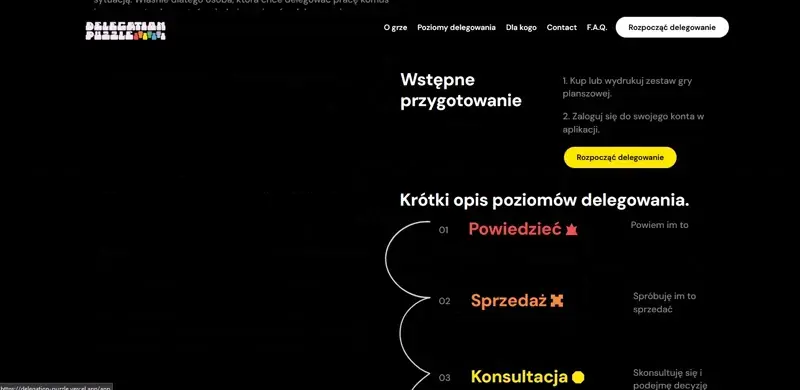 sytuację. Właśnie dlatego osoba, która chce delegować pracę komuś
DELEGATION
PUZZLE
O grze
Poziomy delegowania
Dla kogo
Contact
F.A.Q.
Rozpocząć delegowanie
Wstępne
przygotowanie
1. Kup lub wydrukuj zestaw gry
planszowej.
2. Zaloguj się do swojego konta w
aplikacji.
Rozpocząć delegowanie
Krótki opis poziomów delegowania.
01
Powiedzieć
Powiem im to
02
Sprzedaż
Spróbuję im to
sprzedać
03
Konsultacja
Skonsultuję się i
podejmę decyzję
https://delegation-puzzle.vercel.app/app